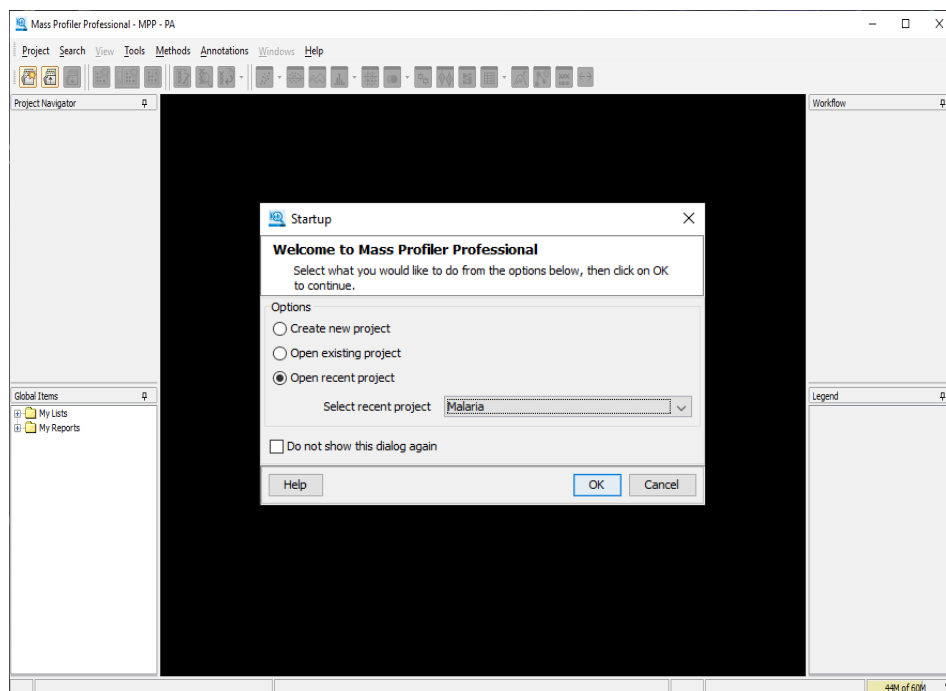 Mass Profiler Professional - MPP - PA
Project Search View Tools Methods Annotations Windows Help
Project Navigator
Workflow
Startup
Welcome to Mass Profiler Professional
Select what you would like to do from the options below, then click on OK
to continue.
Options
Create new project
Open existing project
Open recent project
Select recent project Malaria
Do not show this dialog again
Help OK Cancel
Global Items
My Lists
My Reports
Legend
44M of 60M